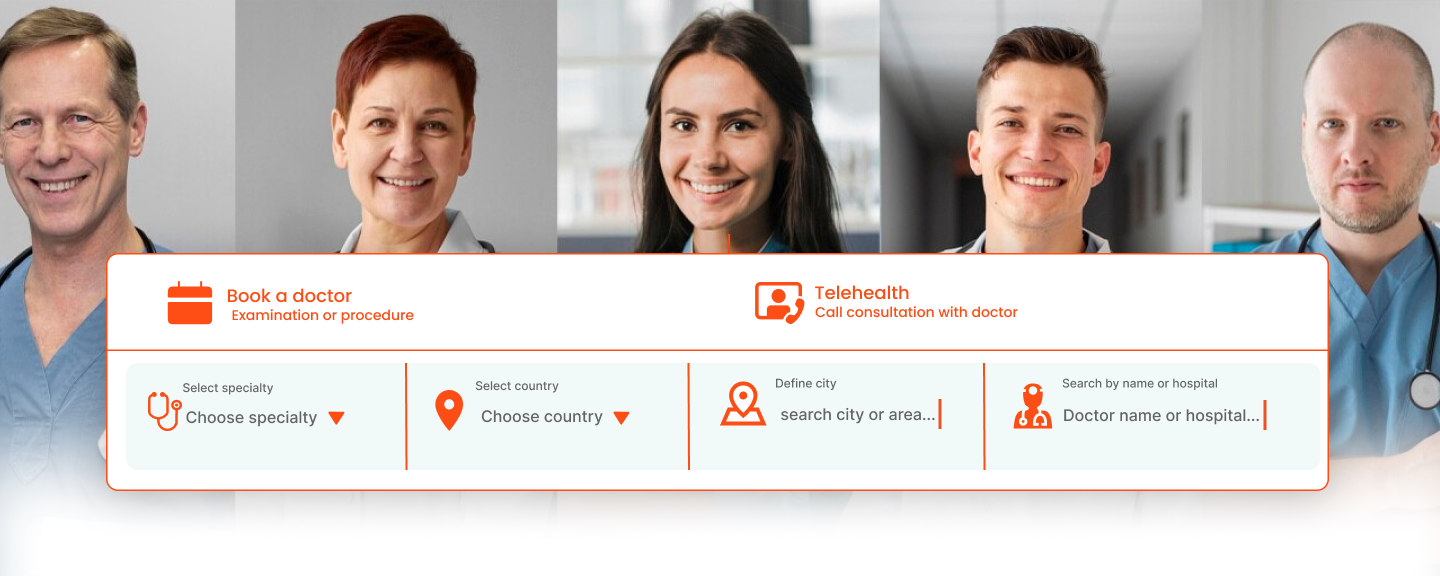 Book a doctor
Examination or procedure
Telehealth
Call consultation with doctor
Select specialty
Choose specialty
Select country
Choose country
Define city
search city or area...
Search by name or hospital
Doctor name or hospital...